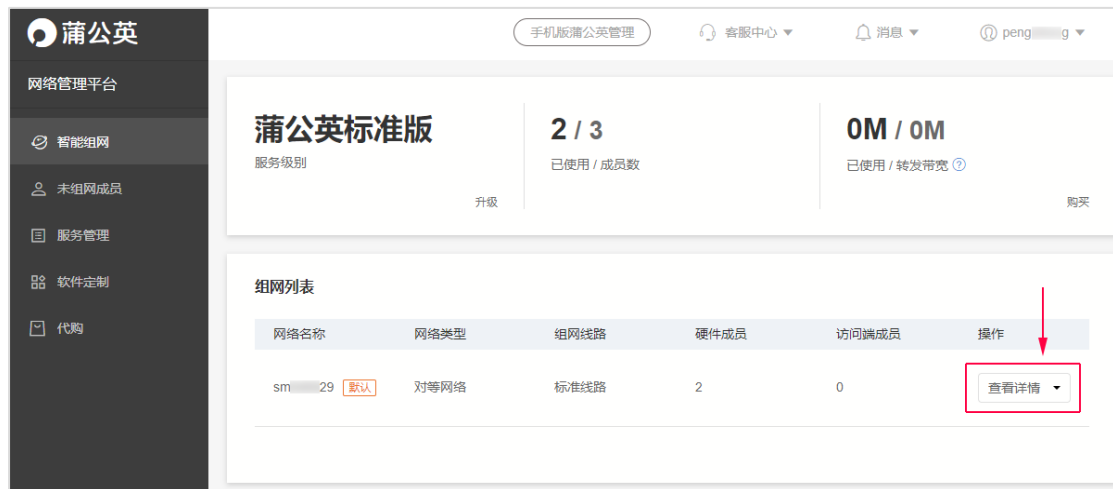 蒲公英
手机版蒲公英管理
客服中心
消息
peng g
网络管理平台
智能组网
未组网成员
服务管理
软件定制
代购
蒲公英标准版
服务级别
升级
2 / 3
已使用 / 成员数
0M / 0M
已使用 / 转发带宽 ?
购买
组网列表
网络名称 网络类型 组网线路 硬件成员 访问端成员 操作
sm 29 默认 对等网络 标准线路 2 0 查看详情